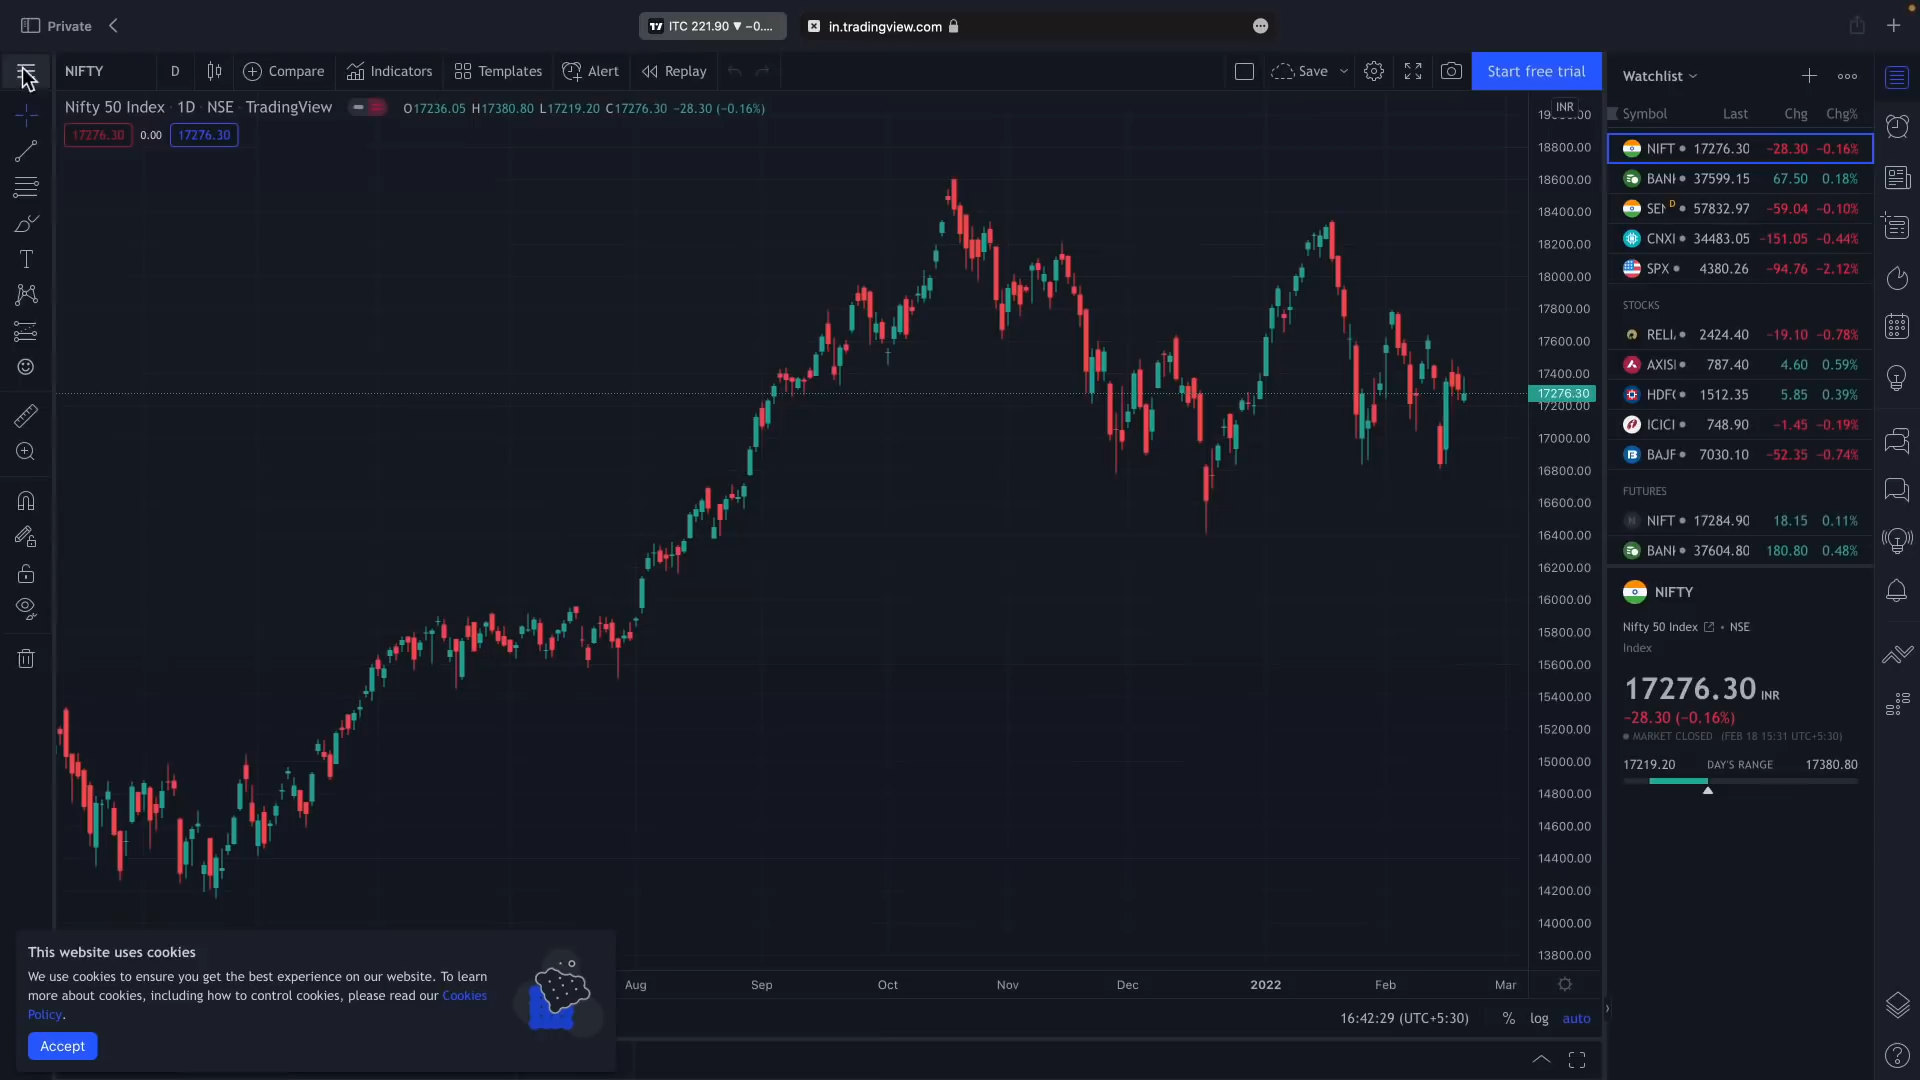 Private
ITC 221.90 ▼ −0....
in.tradingview.com
NIFTY D Compare Indicators Templates Alert Replay Save Start free trial
Nifty 50 Index · 1D · NSE · TradingView O17236.05 H17380.80 L17219.20 C17276.30 −28.30 (−0.16%)
17276.30 0.00 17276.30
INR
18800.00
18600.00
18400.00
18200.00
18000.00
17800.00
17600.00
17400.00
17276.30
17200.00
17000.00
16800.00
16600.00
16400.00
16200.00
16000.00
15800.00
15600.00
15400.00
15200.00
15000.00
14800.00
14600.00
14400.00
14200.00
14000.00
13800.00
Aug Sep Oct Nov Dec 2022 Feb Mar
16:42:29 (UTC+5:30) % log auto
Watchlist
Symbol Last Chg Chg%
NIFT 17276.30 −28.30 −0.16%
BANK 37599.15 67.50 0.18%
SEN D 57832.97 −59.04 −0.10%
CNXI 34483.05 −151.05 −0.44%
SPX 4380.26 −94.76 −2.12%
STOCKS
RELI 2424.40 −19.10 −0.78%
AXISI 787.40 4.60 0.59%
HDFC 1512.35 5.85 0.39%
ICICI 748.90 −1.45 −0.19%
BAJF 7030.10 −52.35 −0.74%
FUTURES
NIFT 17284.90 18.15 0.11%
BANK 37604.80 180.80 0.48%
NIFTY
Nifty 50 Index • NSE
Index
17276.30 INR
−28.30 (−0.16%)
MARKET CLOSED (FEB 18 15:31 UTC+5:30)
17219.20 DAY'S RANGE 17380.80
This website uses cookies
We use cookies to ensure you get the best experience on our website. To learn
more about cookies, including how to control cookies, please read our Cookies
Policy.
Accept